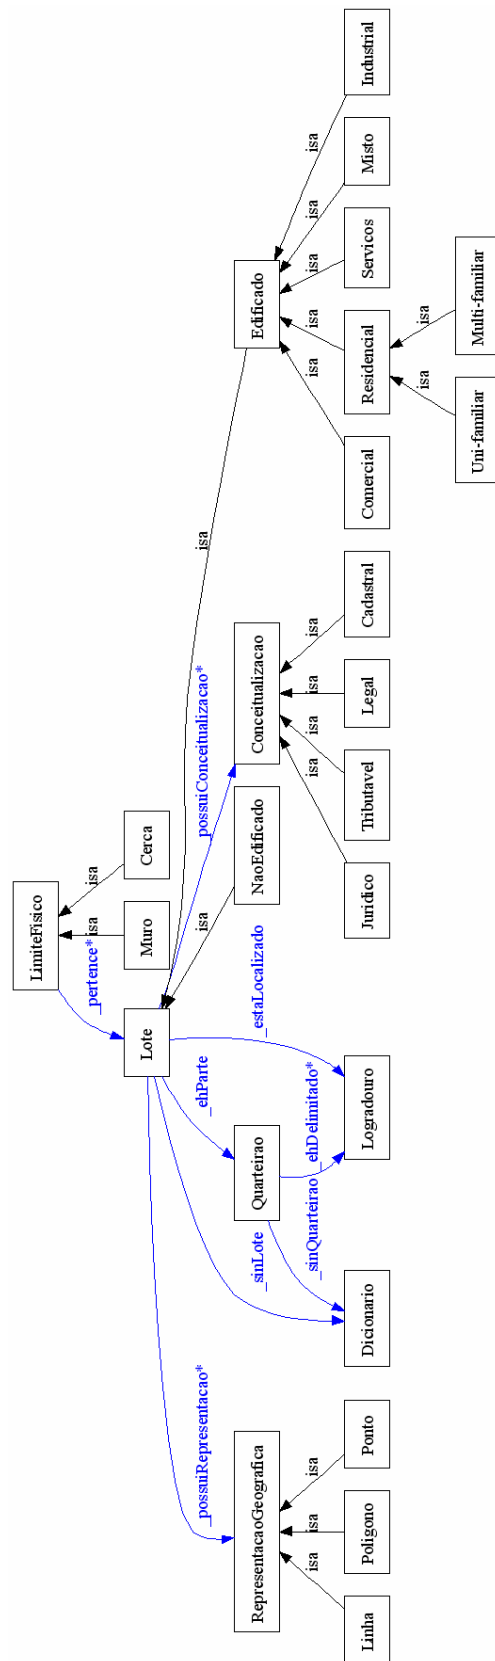 LimiteFisico
_pertence*
isa
isa
Lote
Muro
Cerca
_possuiRepresentacao*
_sinLote
_ehParte
_estaLocalizado
isa
possuiConceitualizacao*
isa
RepresentacaoGeografica
Quarteirao
NaoEdificado
Conceitualizacao
Edificado
isa
isa
isa
_sinQuarteirao
_ehDelimitado*
isa
isa
isa
isa
isa
isa
isa
isa
isa
Linha
Poligono
Ponto
Dicionario
Logradouro
Juridico
Tributavel
Legal
Cadastral
Comercial
Residencial
Servicos
Misto
Industrial
isa
isa
Uni-familiar
Multi-familiar